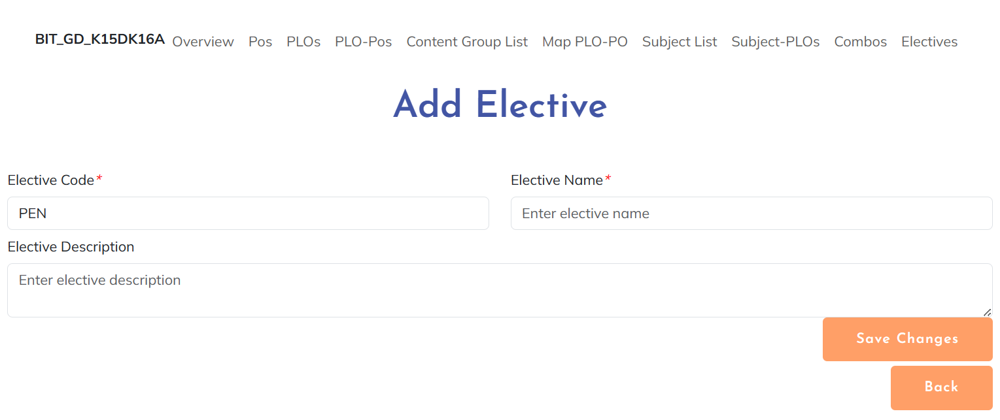 BIT_GD_K15DK16A Overview Pos PLOs PLO-Pos Content Group List Map PLO-PO Subject List Subject-PLOs Combos Electives
Add Elective
Elective Code* Elective Name*
PEN Enter elective name
Elective Description
Enter elective description
Save Changes
Back